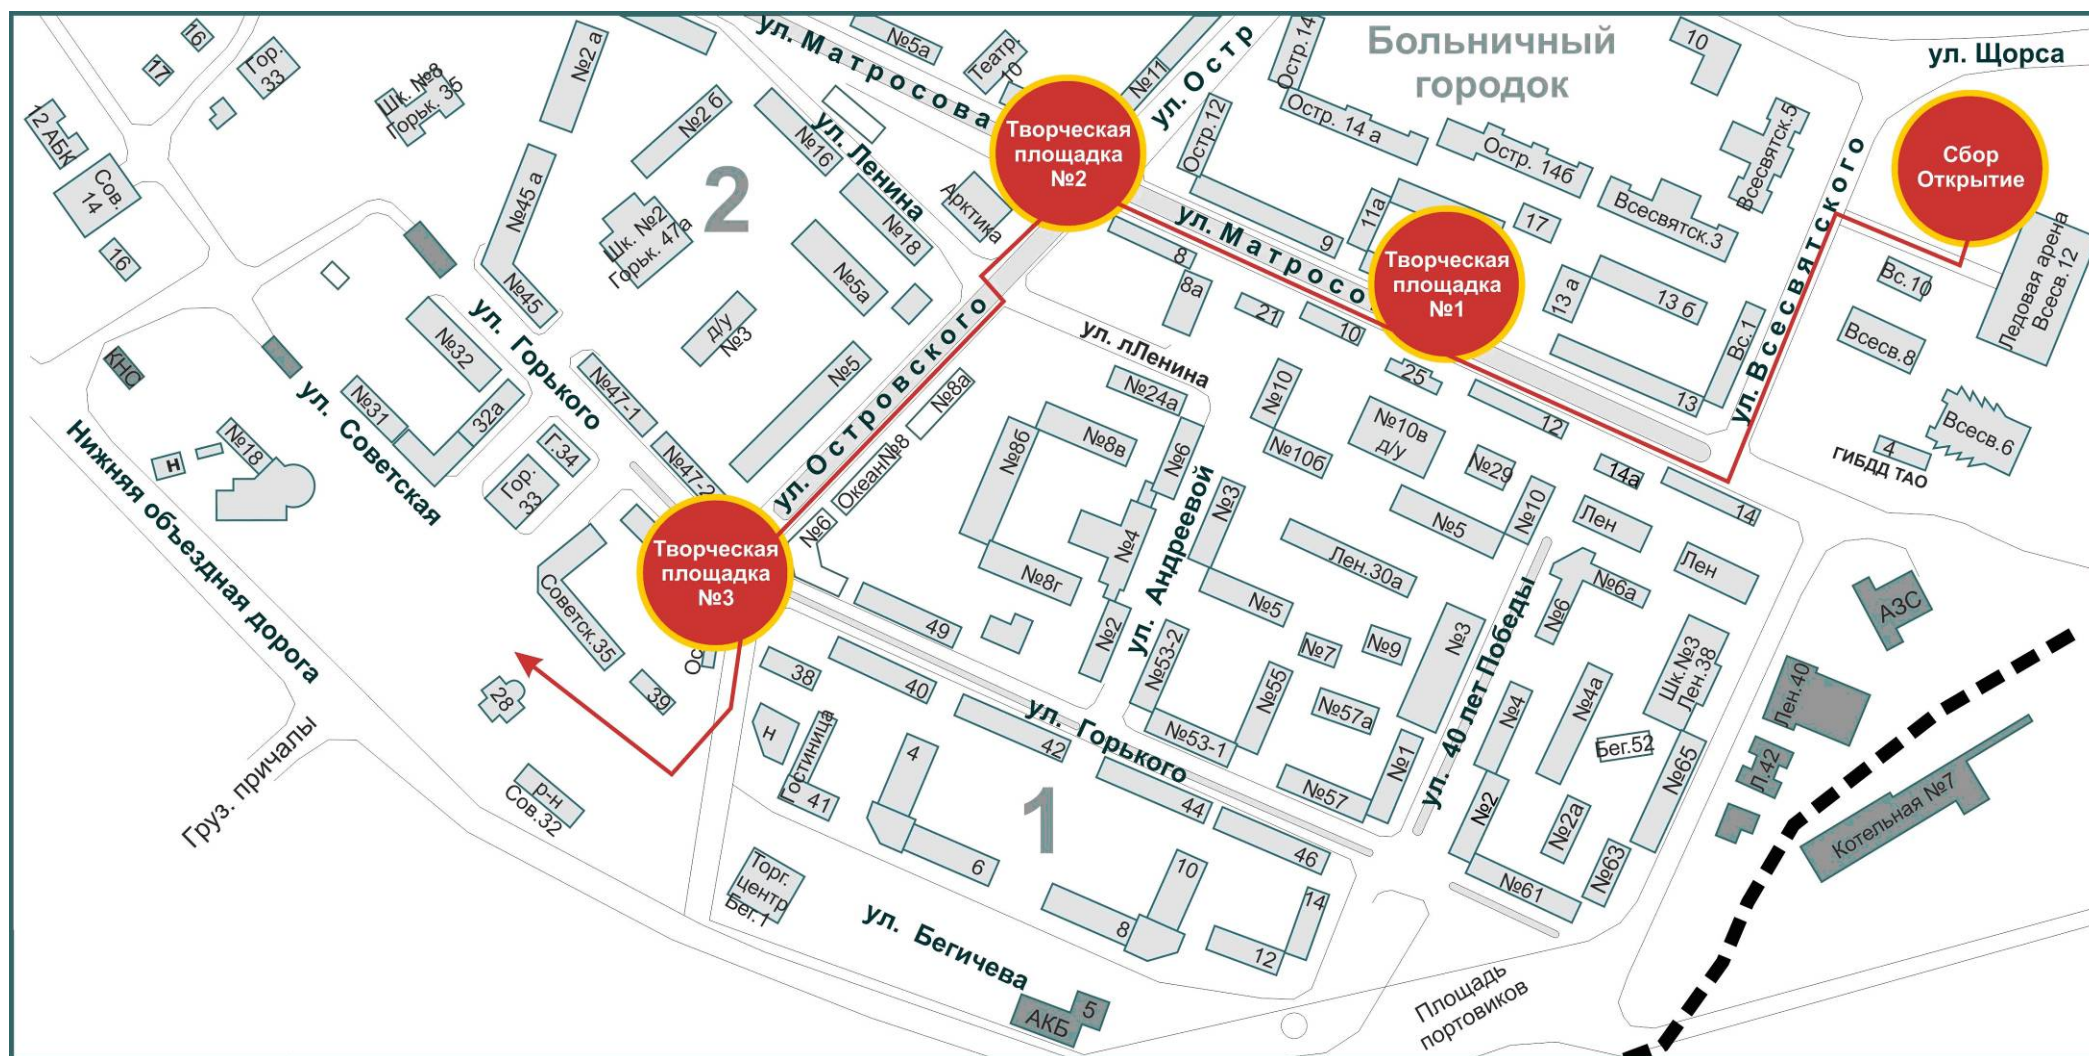 16
17
Гор.
33
Шк. №8
Горьк. 35
№2 а
ул. Матросова
№5а
Театр.
10
№11
ул. Остр
Остр. 14
Больничный
городок
10
ул. Щорса
12 АБК
Сов.
14
16
№45 а
№45
№2 б
2
Шк. №2
Горьк. 47а
№16
ул. Ленина
№18
№5а
Арктика
Творческая
площадка
№2
Остр.12
Остр. 14 а
Остр. 14б
Всесвятск.3
Всесвятск.5
ул. Всесвятского
Сбор
Открытие
Ледовая арена
Всесв.12
Вс.10
Всесв.8
Всесв.6
4
ГИБДД ТАО
8
8а
ул. Матросо
9
11а
17
Творческая
площадка
№1
13 а
13 б
Вс.1
13
21
10
25
12
14а
14
д/у
№3
№5
ул. Островского
ул. лЛенина
№24а
№8а
Океан№8
№6
№8б
№8в
№6
№4
№8г
№2
ул. Андреевой
№10
№10б
№10в
д/у
№29
№5
№10
№3
№5
Лен.30а
Лен
Лен
№6
№6а
КНС
№31
№32
32а
ул. Горького
ул. Советская
№47-1
№47-2
Г.34
Гор.
33
№18
н
Нижняя объездная дорога
Груз. причалы
Творческая
площадка
№3
Советск.35
39
28
р-н
Сов.32
Ос
38
40
49
42
44
46
ул. Горького
н
Гостиница
41
4
6
1
8
10
12
14
Торг.
центр
Бег.1
ул. Бегичева
АКБ
5
№53-2
№53-1
№55
№7
№9
№57а
№57
№1
№3
ул. 40 лет Победы
№4
№4а
№2
№2а
№61
№63
№65
Бег.52
Шк.№3
Лен.38
АЗС
Лен.40
Л.42
Котельная №7
Площадь
портовиков